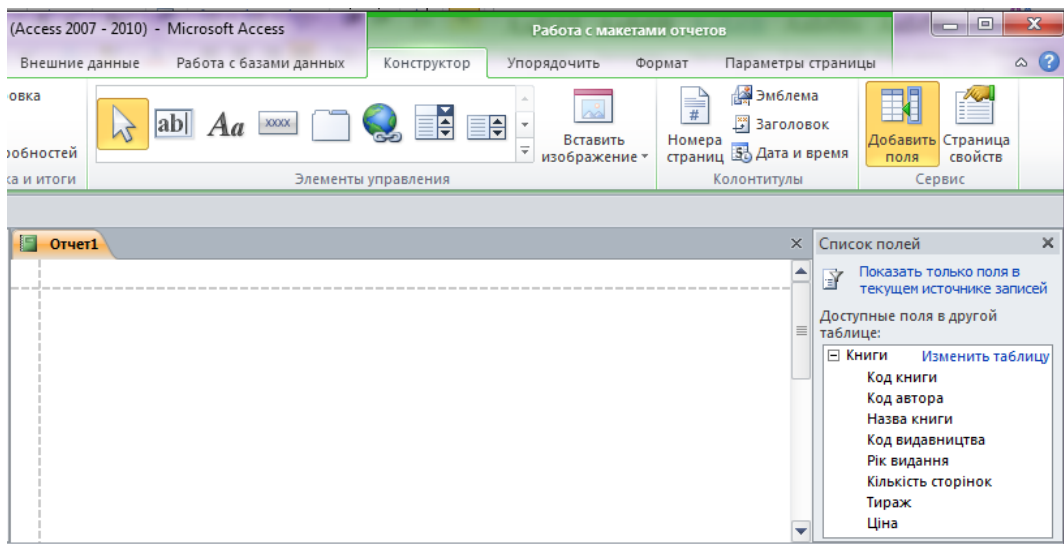 (Access 2007 - 2010) - Microsoft Access
Работа с макетами отчетов
Внешние данные Работа с базами данных Конструктор Упорядочить Формат Параметры страницы
овка
робностей
ка и итоги
ab|
Aa
XXXX
Элементы управления
Вставить
изображение
Номера
страниц
Эмблема
Заголовок
Дата и время
Колонтитулы
Добавить
поля
Страница
свойств
Сервис
Отчет1
Список полей
Показать только поля в
текущем источнике записей
Доступные поля в другой
таблице:
Книги Изменить таблицу
Код книги
Код автора
Назва книги
Код видавництва
Рік видання
Кількість сторінок
Тираж
Ціна